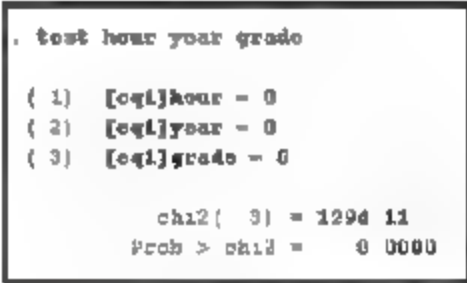 . test hour year grade
( 1) [eq1]hour = 0
( 2) [eq1]year = 0
( 3) [eq1]grade = 0
chi2( 3) =
Prob > chi2 = 0.0000